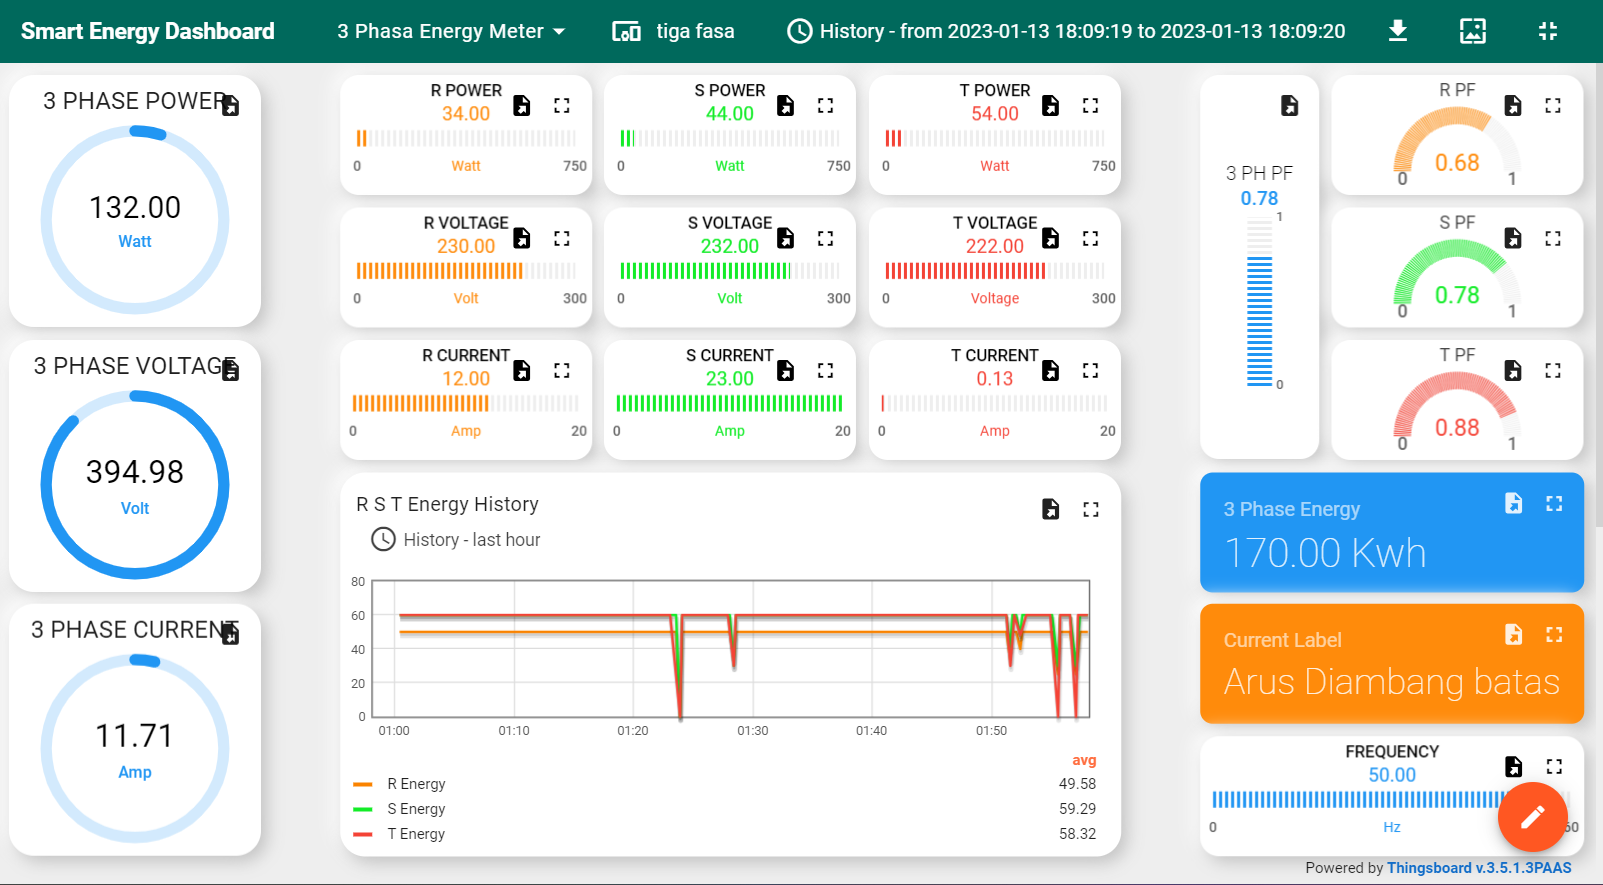 Smart Energy Dashboard
3 Phasa Energy Meter
tiga fasa
History - from 2023-01-13 18:09:19 to 2023-01-13 18:09:20
3 PHASE POWER
132.00
Watt
3 PHASE VOLTAGE
394.98
Volt
3 PHASE CURRENT
11.71
Amp
R POWER
34.00
0
Watt
750
S POWER
44.00
0
Watt
750
T POWER
54.00
0
Watt
750
R VOLTAGE
230.00
0
Volt
300
S VOLTAGE
232.00
0
Volt
300
T VOLTAGE
222.00
0
Voltage
300
R CURRENT
12.00
0
Amp
20
S CURRENT
23.00
0
Amp
20
T CURRENT
0.13
0
Amp
20
R S T Energy History
History - last hour
80
60
40
20
0
01:00
01:10
01:20
01:30
01:40
01:50
avg
R Energy
49.58
S Energy
59.29
T Energy
58.32
3 PH PF
0.78
1
0
R PF
0.68
0
1
S PF
0.78
0
1
T PF
0.88
0
1
3 Phase Energy
170.00 Kwh
Current Label
Arus Diambang batas
FREQUENCY
50.00
0
Hz
Powered by Thingsboard v.3.5.1.3PAAS